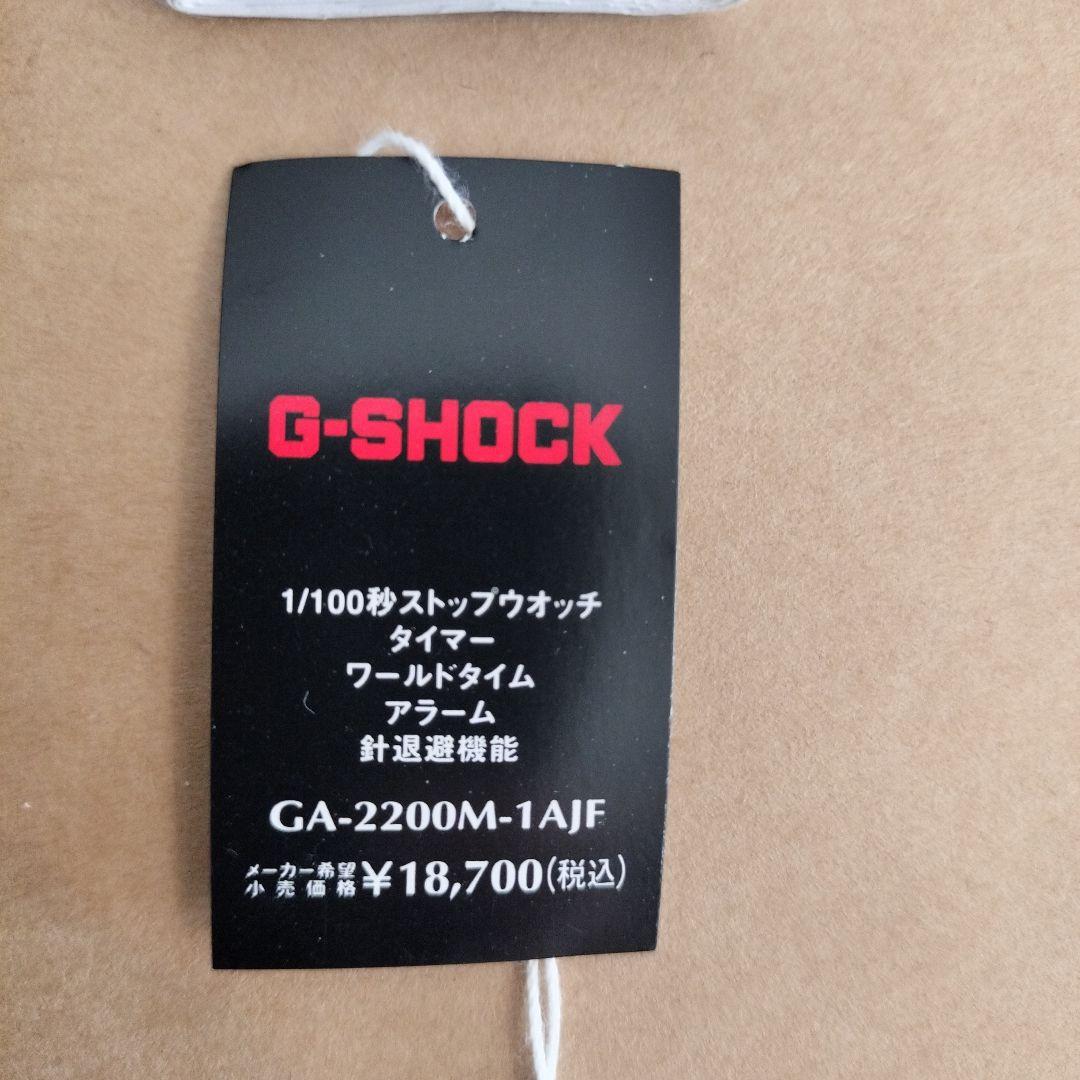 G-SHOCK
1/100秒ストップウオッチ
タイマー
ワールドタイム
アラーム
針退避機能
GA-2200M-1AJF
メーカー希望
小売価格 ¥18,700(税込)